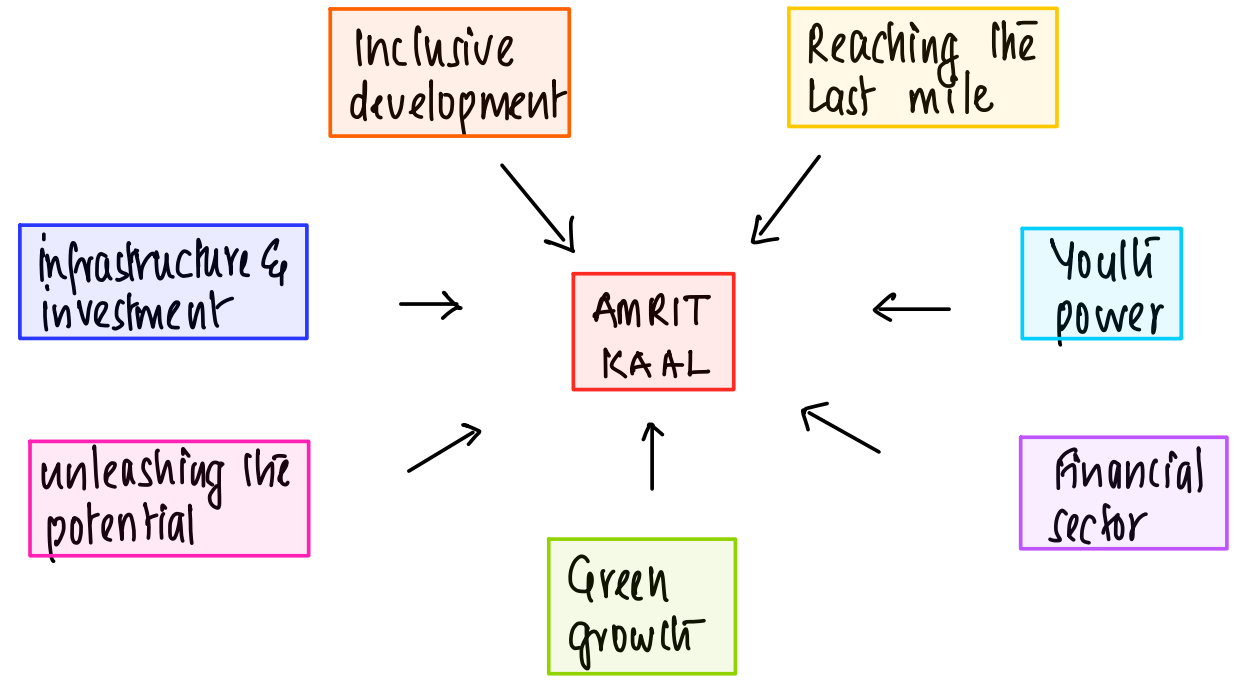 Inclusive
development
Reaching the
Last mile
infrastructure &
investment
AMRIT
KAAL
Youth
power
unleashing the
potential
Financial
sector
Green
growth